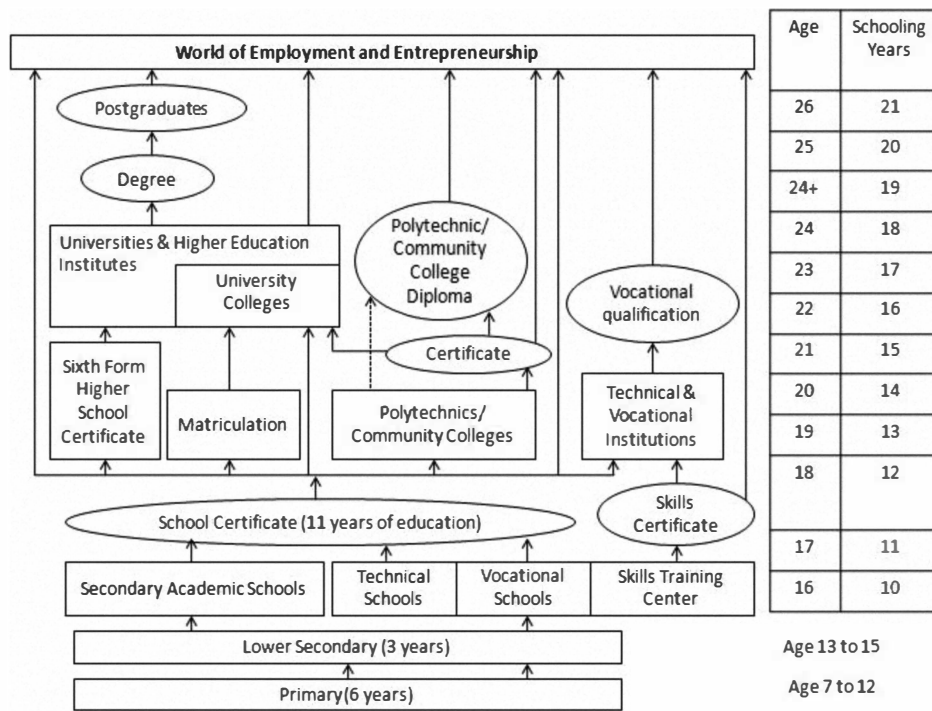 World of Employment and Entrepreneurship
Postgraduates
Degree
Universities & Higher Education
Institutes
University
Colleges
Polytechnic/
Community
College
Diploma
Vocational
qualification
Certificate
Sixth Form
Higher
School
Certificate
Matriculation
Polytechnics/
Community Colleges
Technical &
Vocational
Institutions
School Certificate (11 years of education)
Skills
Certificate
Secondary Academic Schools
Technical
Schools
Vocational
Schools
Skills Training
Center
Lower Secondary (3 years)
Primary (6 years)
Age Schooling
Years
26 21
25 20
24+ 19
24 18
23 17
22 16
21 15
20 14
19 13
18 12
17 11
16 10
Age 13 to 15
Age 7 to 12